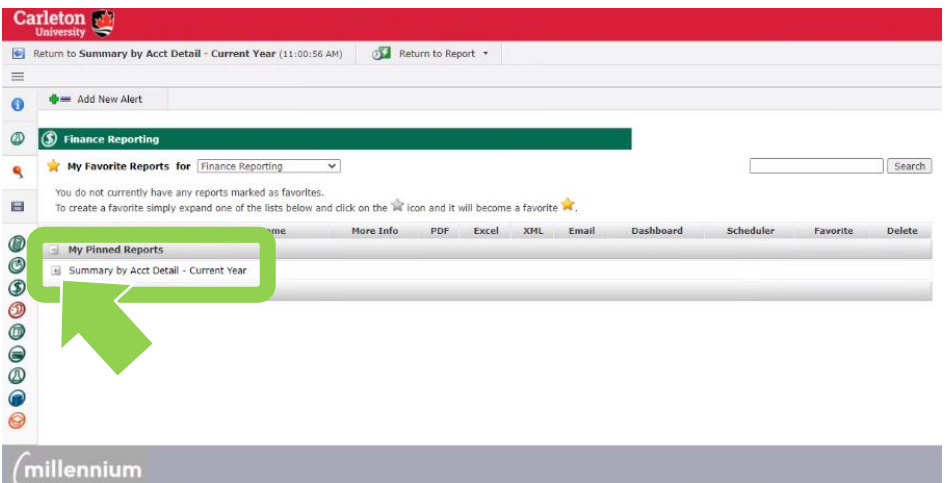 Carleton
University
Return to Summary by Acct Detail - Current Year (11:00:56 AM) Return to Report
Add New Alert
Finance Reporting
My Favorite Reports for Finance Reporting Search
You do not currently have any reports marked as favorites.
To create a favorite simply expand one of the lists below and click on the icon and it will become a favorite.
More Info PDF Excel XML Email Dashboard Scheduler Favorite Delete
My Pinned Reports
Summary by Acct Detail - Current Year
millennium